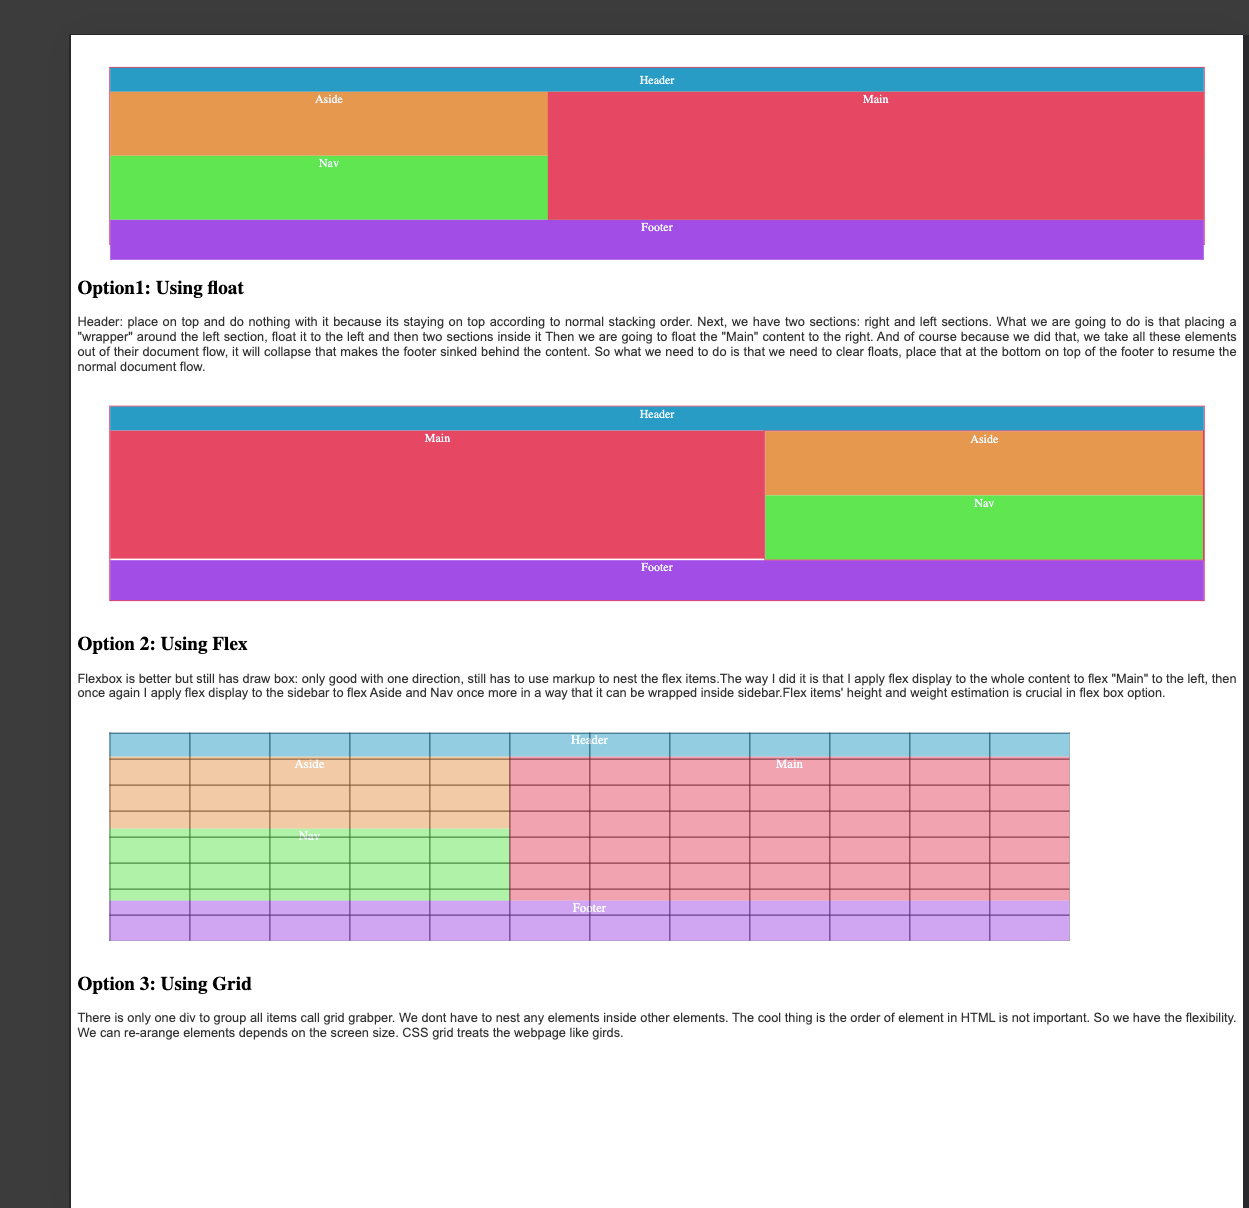 Header
Aside
Main
Nav
Footer
Option1: Using float
Header: place on top and do nothing with it because its staying on top according to normal stacking order. Next, we have two sections: right and left sections. What we are going to do is that placing a
"wrapper" around the left section, float it to the left and then two sections inside it Then we are going to float the "Main" content to the right. And of course because we did that, we take all these elements
out of their document flow, it will collapse that makes the footer sinked behind the content. So what we need to do is that we need to clear floats, place that at the bottom on top of the footer to resume the
normal document flow.
Header
Main
Aside
Nav
Footer
Option 2: Using Flex
Flexbox is better but still has draw box: only good with one direction, still has to use markup to nest the flex items.The way I did it is that I apply flex display to the whole content to flex "Main" to the left, then
once again I apply flex display to the sidebar to flex Aside and Nav once more in a way that it can be wrapped inside sidebar.Flex items' height and weight estimation is crucial in flex box option.
Header
Aside
Main
Nav
Footer
Option 3: Using Grid
There is only one div to group all items call grid grabper. We dont have to nest any elements inside other elements. The cool thing is the order of element in HTML is not important. So we have the flexibility.
We can re-arange elements depends on the screen size. CSS grid treats the webpage like girds.